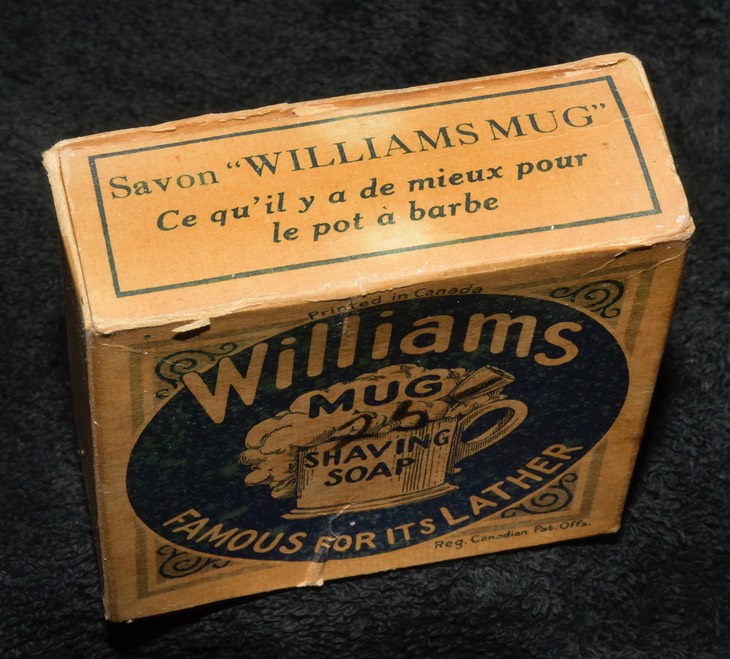 Savon “WILLIAMS MUG”
Ce qu’il y a de mieux pour
le pot à barbe
Printed in Canada
Williams
MUG
SHAVING
SOAP
FAMOUS FOR ITS LATHER
Reg. Canadian Pat. Offs.